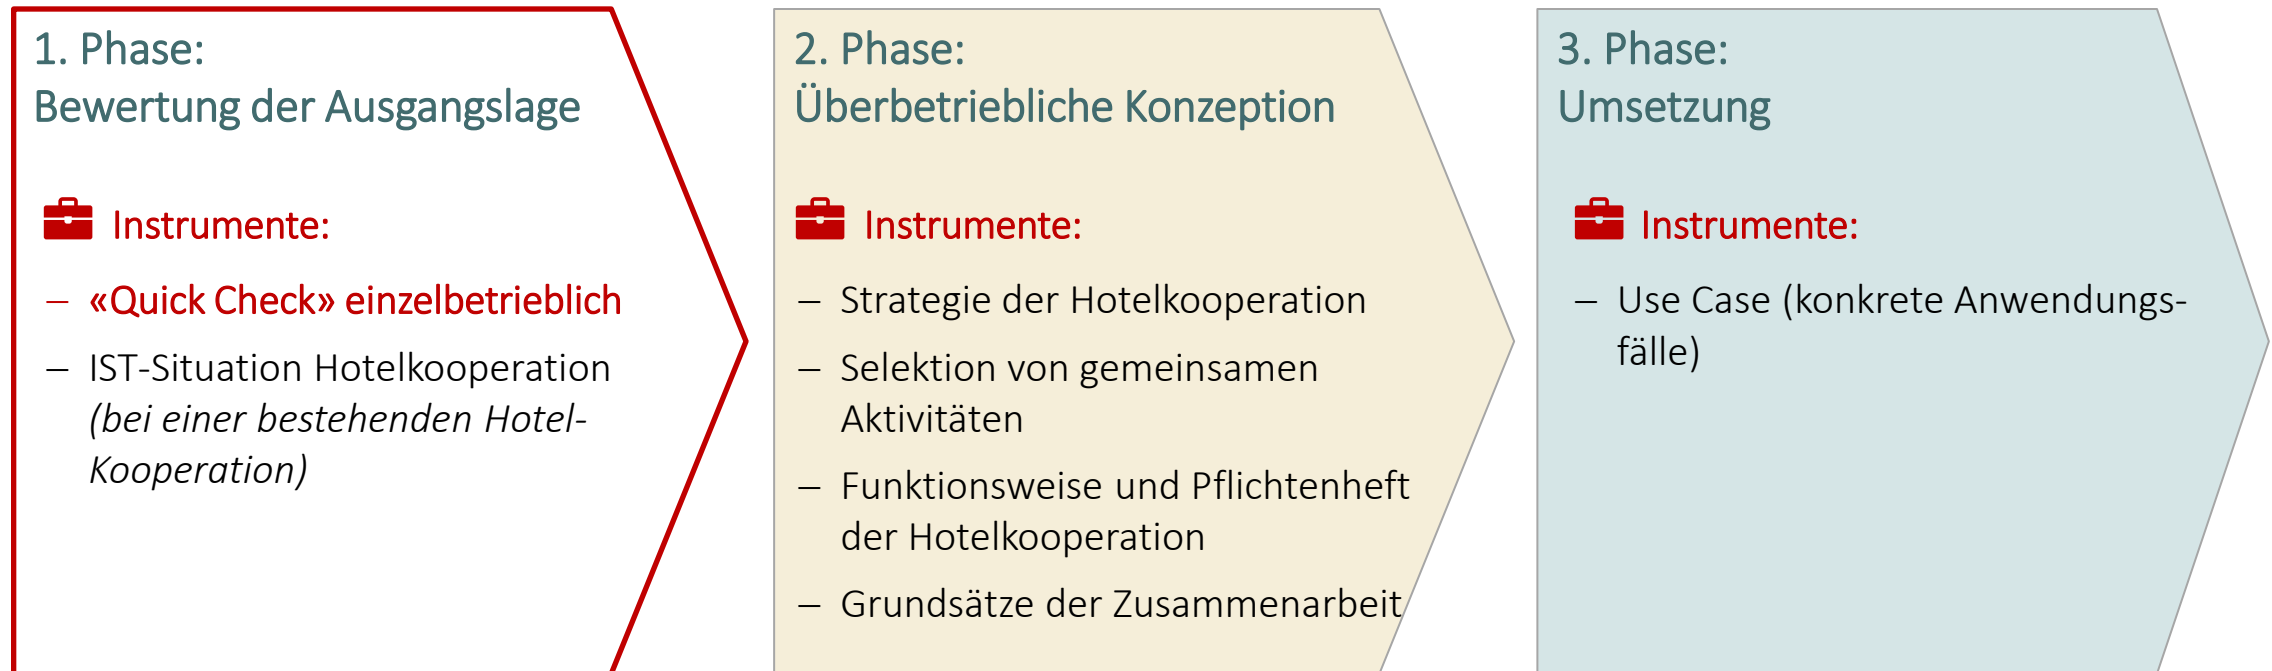 1. Phase:
Bewertung der Ausgangslage
Instrumente:
– «Quick Check» einzelbetrieblich
– IST-Situation Hotelkooperation
(bei einer bestehenden Hotel-
Kooperation)
2. Phase:
Überbetriebliche Konzeption
Instrumente:
– Strategie der Hotelkooperation
– Selektion von gemeinsamen
Aktivitäten
– Funktionsweise und Pflichtenheft
der Hotelkooperation
– Grundsätze der Zusammenarbeit
3. Phase:
Umsetzung
Instrumente:
– Use Case (konkrete Anwendungs-
fälle)